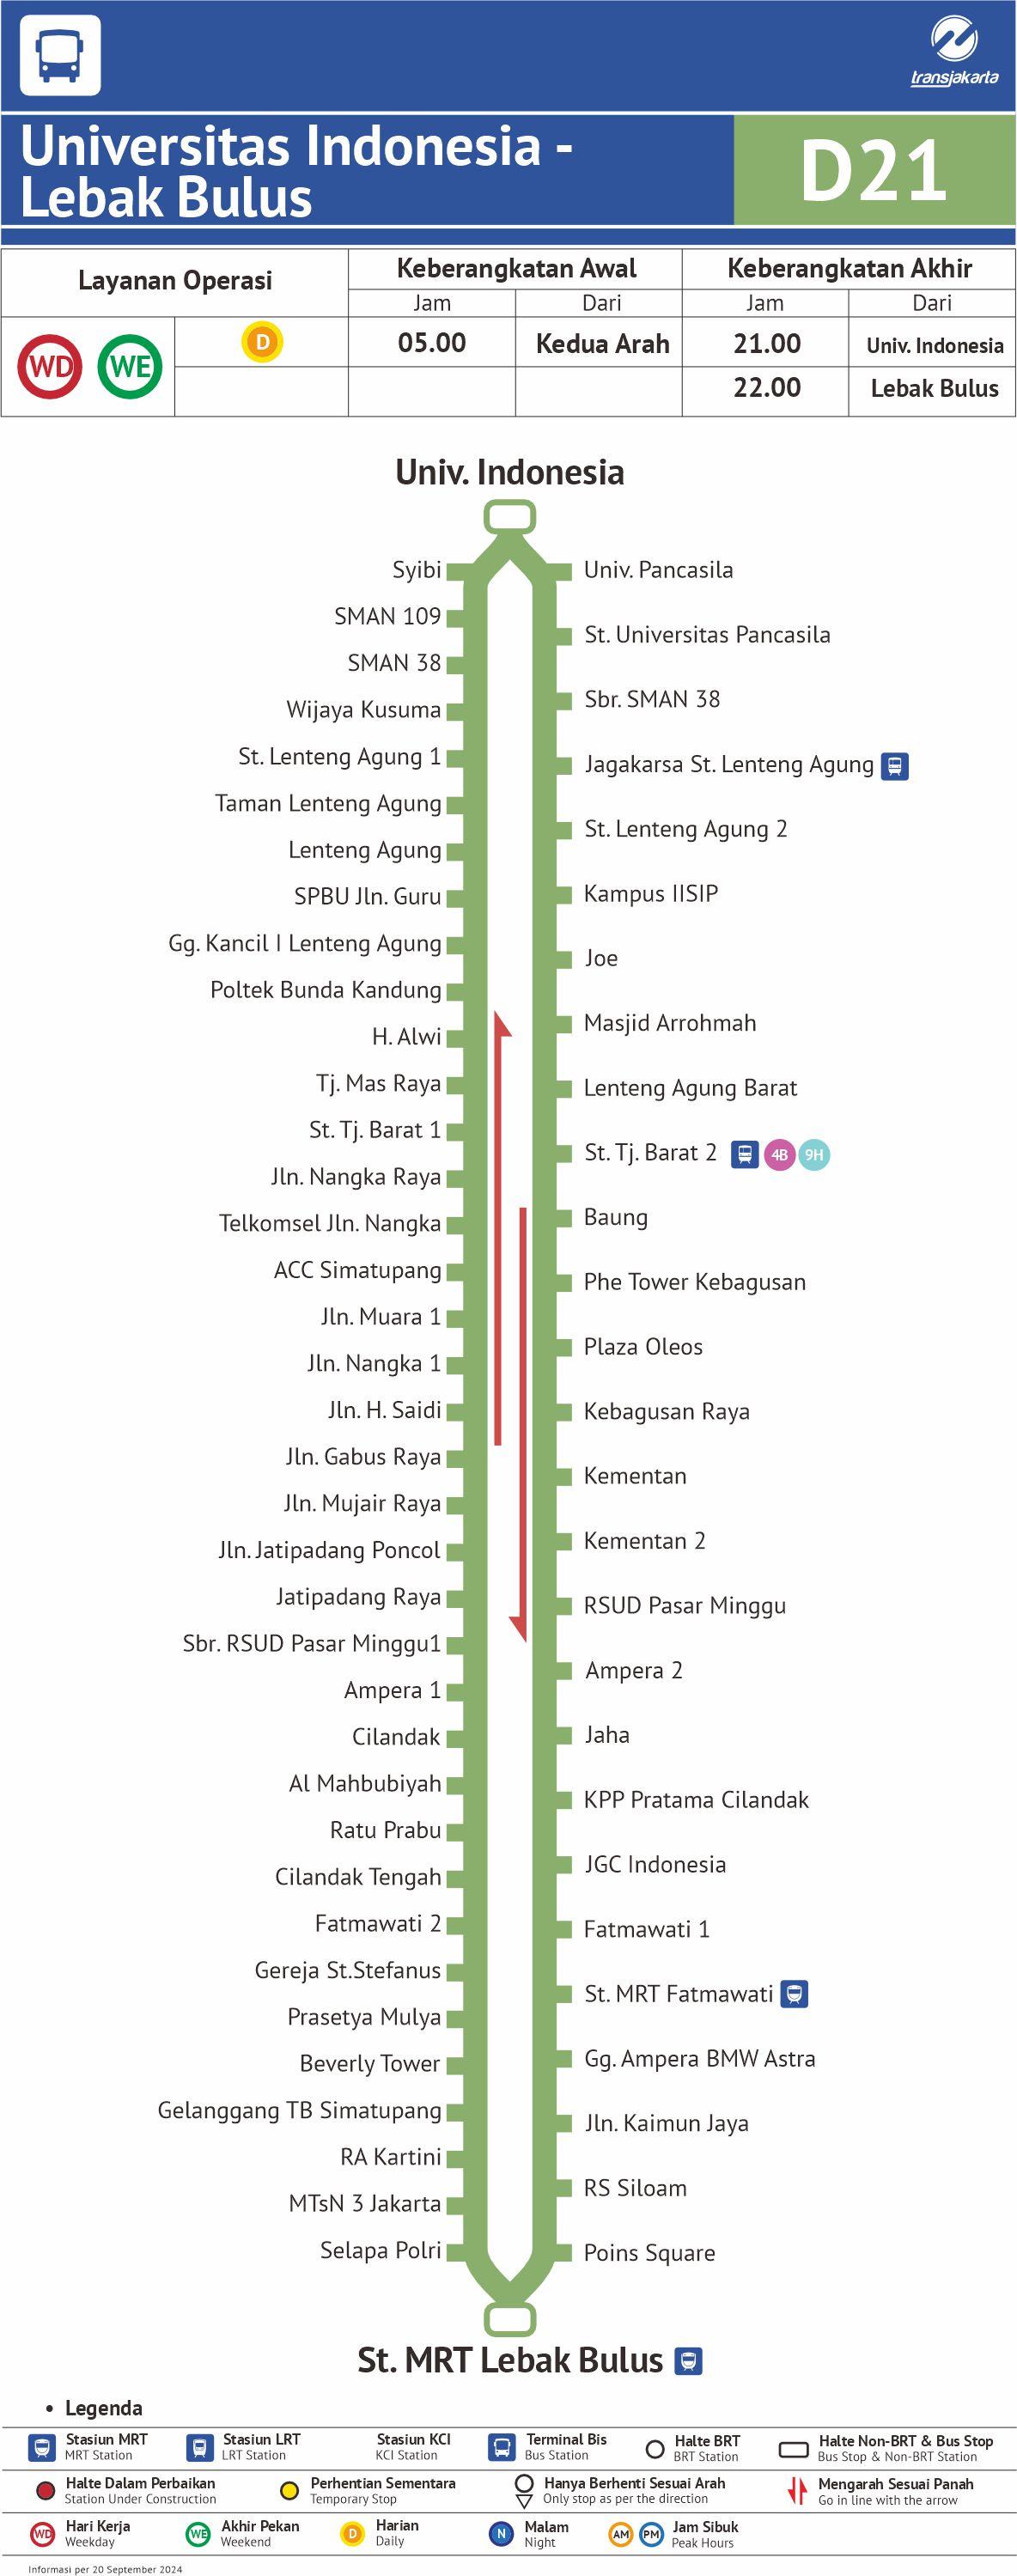 transjakarta
Universitas Indonesia -
Lebak Bulus
D21
Layanan Operasi
Keberangkatan Awal
Keberangkatan Akhir
Jam
Dari
Jam
Dari
WD
WE
D
05.00
Kedua Arah
21.00
Univ. Indonesia
22.00
Lebak Bulus
Univ. Indonesia
Syibi
SMAN 109
SMAN 38
Wijaya Kusuma
St. Lenteng Agung 1
Taman Lenteng Agung
Lenteng Agung
SPBU Jln. Guru
Gg. Kancil I Lenteng Agung
Poltek Bunda Kandung
H. Alwi
Tj. Mas Raya
St. Tj. Barat 1
Jln. Nangka Raya
Telkomsel Jln. Nangka
ACC Simatupang
Jln. Muara 1
Jln. Nangka 1
Jln. H. Saidi
Jln. Gabus Raya
Jln. Mujair Raya
Jln. Jatipadang Poncol
Jatipadang Raya
Sbr. RSUD Pasar Minggu1
Ampera 1
Cilandak
Al Mahbubiyah
Ratu Prabu
Cilandak Tengah
Fatmawati 2
Gereja St.Stefanus
Prasetya Mulya
Beverly Tower
Gelanggang TB Simatupang
RA Kartini
MTsN 3 Jakarta
Selapa Polri
Univ. Pancasila
St. Universitas Pancasila
Sbr. SMAN 38
Jagakarsa St. Lenteng Agung
St. Lenteng Agung 2
Kampus IISIP
Joe
Masjid Arrohmah
Lenteng Agung Barat
St. Tj. Barat 2 4B 9H
Baung
Phe Tower Kebagusan
Plaza Oleos
Kebagusan Raya
Kementan
Kementan 2
RSUD Pasar Minggu
Ampera 2
Jaha
KPP Pratama Cilandak
JGC Indonesia
Fatmawati 1
St. MRT Fatmawati
Gg. Ampera BMW Astra
Jln. Kaimun Jaya
RS Siloam
Poins Square
St. MRT Lebak Bulus
• Legenda
Stasiun MRT
MRT Station
Stasiun LRT
LRT Station
Stasiun KCI
KCI Station
Terminal Bis
Bus Station
Halte BRT
BRT Station
Halte Non-BRT & Bus Stop
Bus Stop & Non-BRT Station
Halte Dalam Perbaikan
Station Under Construction
Perhentian Sementara
Temporary Stop
Hanya Berhenti Sesuai Arah
Only stop as per the direction
Mengarah Sesuai Panah
Go in line with the arrow
WD
Hari Kerja
Weekday
WE
Akhir Pekan
Weekend
D
Harian
Daily
N
Malam
Night
AM
PM
Jam Sibuk
Peak Hours
Informasi per 20 September 2024